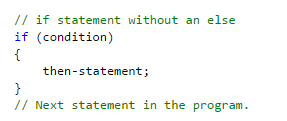 // if statement without an else
if (condition)
{
    then-statement;
}
// Next statement in the program.